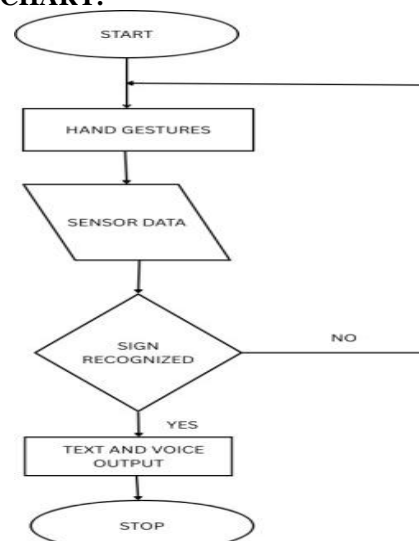 CHART:
START
HAND GESTURES
SENSOR DATA
SIGN
RECOGNIZED
NO
YES
TEXT AND VOICE
OUTPUT
STOP